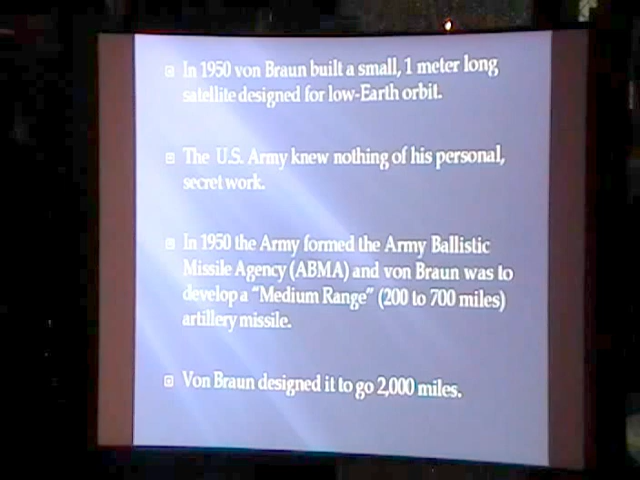 In 1950 von Braun built a small, 1 meter long
satellite designed for low-Earth orbit.
The U.S. Army knew nothing of his personal,
secret work.
In 1950 the Army formed the Army Ballistic
Missile Agency (ABMA) and von Braun was to
develop a "Medium Range" (200 to 700 miles)
artillery missile.
Von Braun designed it to go 2,000 miles.